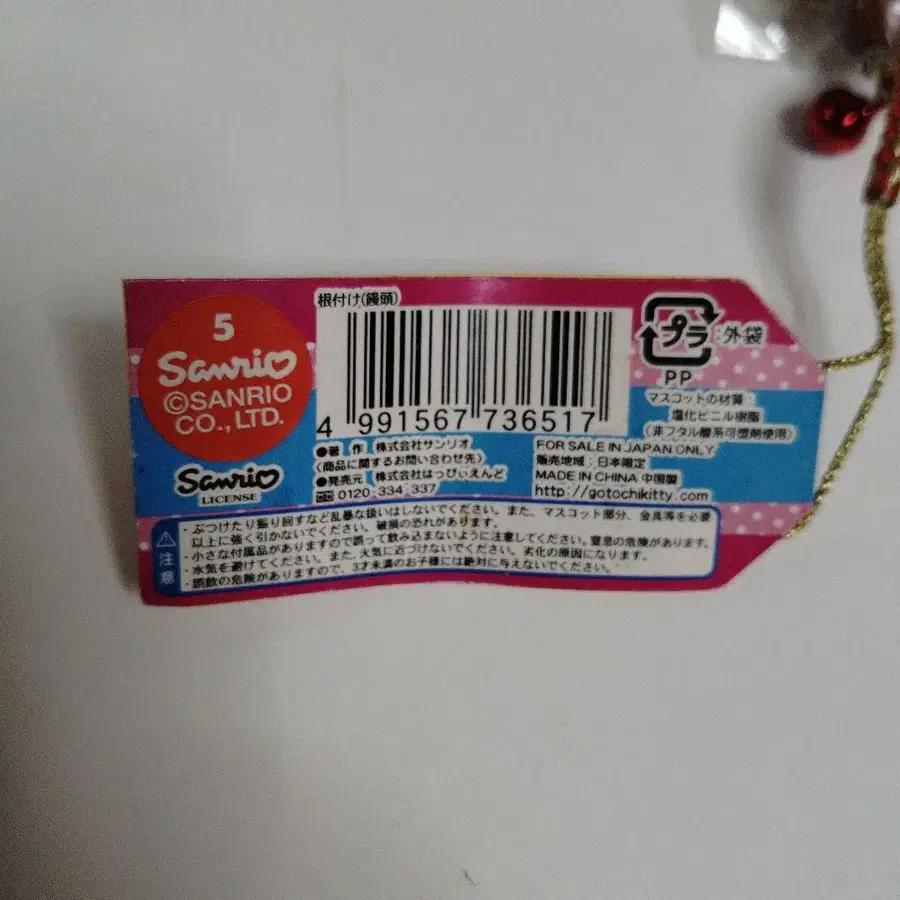 5
Sanrio
©SANRIO
CO., LTD.
Sanrio
LICENSE
根付け(饅頭)
4 991567 736517
プラ :外袋
PP
マスコットの材質:
塩化ビニル樹脂
(非フタル酸系可塑剤使用)
●著 作 株式会社サンリオ
(商品に関するお問い合わせ先)
●発売元 株式会社はっぴぃえんど
0120-334-337
FOR SALE IN JAPAN ONLY
販売地域:日本限定
MADE IN CHINA 中国製
http://gotochikitty.com/
注意
・ぶつけたり振り回すなど乱暴な扱いはしないでください。また、マスコット部分、金具等を必要
以上に強く引かないでください。破損の恐れがあります。
・小さな付属品がありますので誤って飲み込まないように注意してください。窒息の危険があります。
・水気を避けてください。また、火気に近づけないでください。劣化の原因になります。
・誤飲の危険がありますので、3才未満のお子様には絶対に与えないでください。